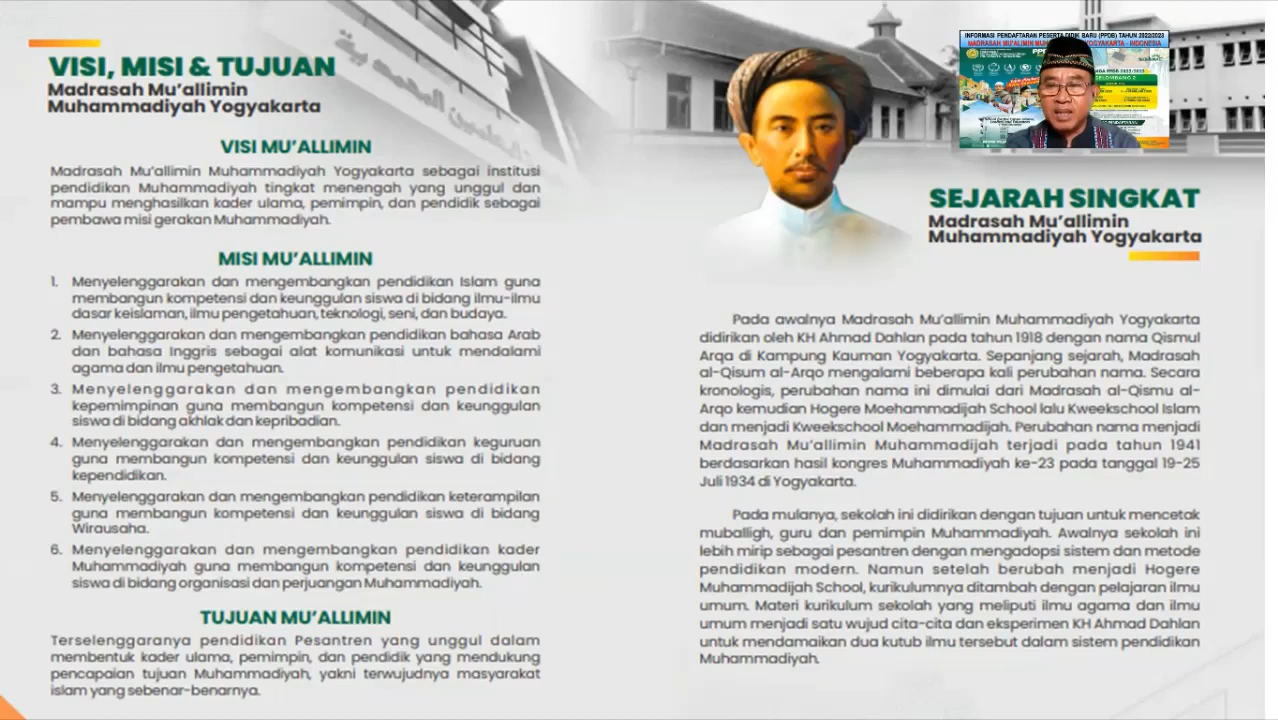 VISI, MISI & TUJUAN
Madrasah Mu'allimin
Muhammadiyah Yogyakarta
VISI MU'ALLIMIN
Madrasah Mu'allimin Muhammadiyah Yogyakarta sebagai institusi
pendidikan Muhammadiyah tingkat menengah yang unggul dan
mampu menghasilkan kader ulama, pemimpin, dan pendidik sebagai
pembawa misi gerakan Muhammadiyah.
MISI MU'ALLIMIN
1. Menyelenggarakan dan mengembangkan pendidikan Islam guna
membangun kompetensi dan keunggulan siswa di bidang ilmu-ilmu
dasar keislaman, ilmu pengetahuan, teknologi, seni, dan budaya.
2. Menyelenggarakan dan mengembangkan pendidikan bahasa Arab
dan bahasa Inggris sebagai alat komunikasi untuk mendalami
agama dan ilmu pengetahuan.
3. Menyelenggarakan dan mengembangkan pendidikan
kepemimpinan guna membangun kompetensi dan keunggulan
siswa di bidang akhlak dan kepribadian.
4. Menyelenggarakan dan mengembangkan pendidikan keguruan
guna membangun kompetensi dan keunggulan siswa di bidang
kependidikan.
5. Menyelenggarakan dan mengembangkan pendidikan keterampilan
guna membangun kompetensi dan keunggulan siswa di bidang
Wirausaha.
6. Menyelenggarakan dan mengembangkan pendidikan kader
Muhammadiyah guna membangun kompetensi dan keunggulan
siswa di bidang organisasi dan perjuangan Muhammadiyah.
TUJUAN MU'ALLIMIN
Terselenggaranya pendidikan Pesantren yang unggul dalam
membentuk kader ulama, pemimpin, dan pendidik yang mendukung
pencapaian tujuan Muhammadiyah, yakni terwujudnya masyarakat
islam yang sebenar-benarnya.
INFORMASI PENDAFTARAN PESERTA DIDIK BARU (PPDB) TAHUN 2022/2023
SEJARAH SINGKAT
Madrasah Mu'allimin
Muhammadiyah Yogyakarta
Pada awalnya Madrasah Mu'allimin Muhammadiyah Yogyakarta
didirikan oleh KH Ahmad Dahlan pada tahun 1918 dengan nama Qismul
Arqa di Kampung Kauman Yogyakarta. Sepanjang sejarah, Madrasah
al-Qisum al-Arqo mengalami beberapa kali perubahan nama. Secara
kronologis, perubahan nama ini dimulai dari Madrasah al-Qismu al-
Arqo kemudian Hogere Moehammadijah School lalu Kweekschool Islam
dan menjadi Kweekschool Moehammadijah. Perubahan nama menjadi
Madrasah Mu'allimin Muhammadijah terjadi pada tahun 1941
berdasarkan hasil kongres Muhammadiyah ke-23 pada tanggal 19-25
Juli 1934 di Yogyakarta.
Pada mulanya, sekolah ini didirikan dengan tujuan untuk mencetak
muballigh, guru dan pemimpin Muhammadiyah. Awalnya sekolah ini
lebih mirip sebagai pesantren dengan mengadopsi sistem dan metode
pendidikan modern. Namun setelah berubah menjadi Hogere
Muhammadijah School, kurikulumnya ditambah dengan pelajaran ilmu
umum. Materi kurikulum sekolah yang meliputi ilmu agama dan ilmu
umum menjadi satu wujud cita-cita dan eksperimen KH Ahmad Dahlan
untuk mendamaikan dua kutub ilmu tersebut dalam sistem pendidikan
Muhammadiyah.